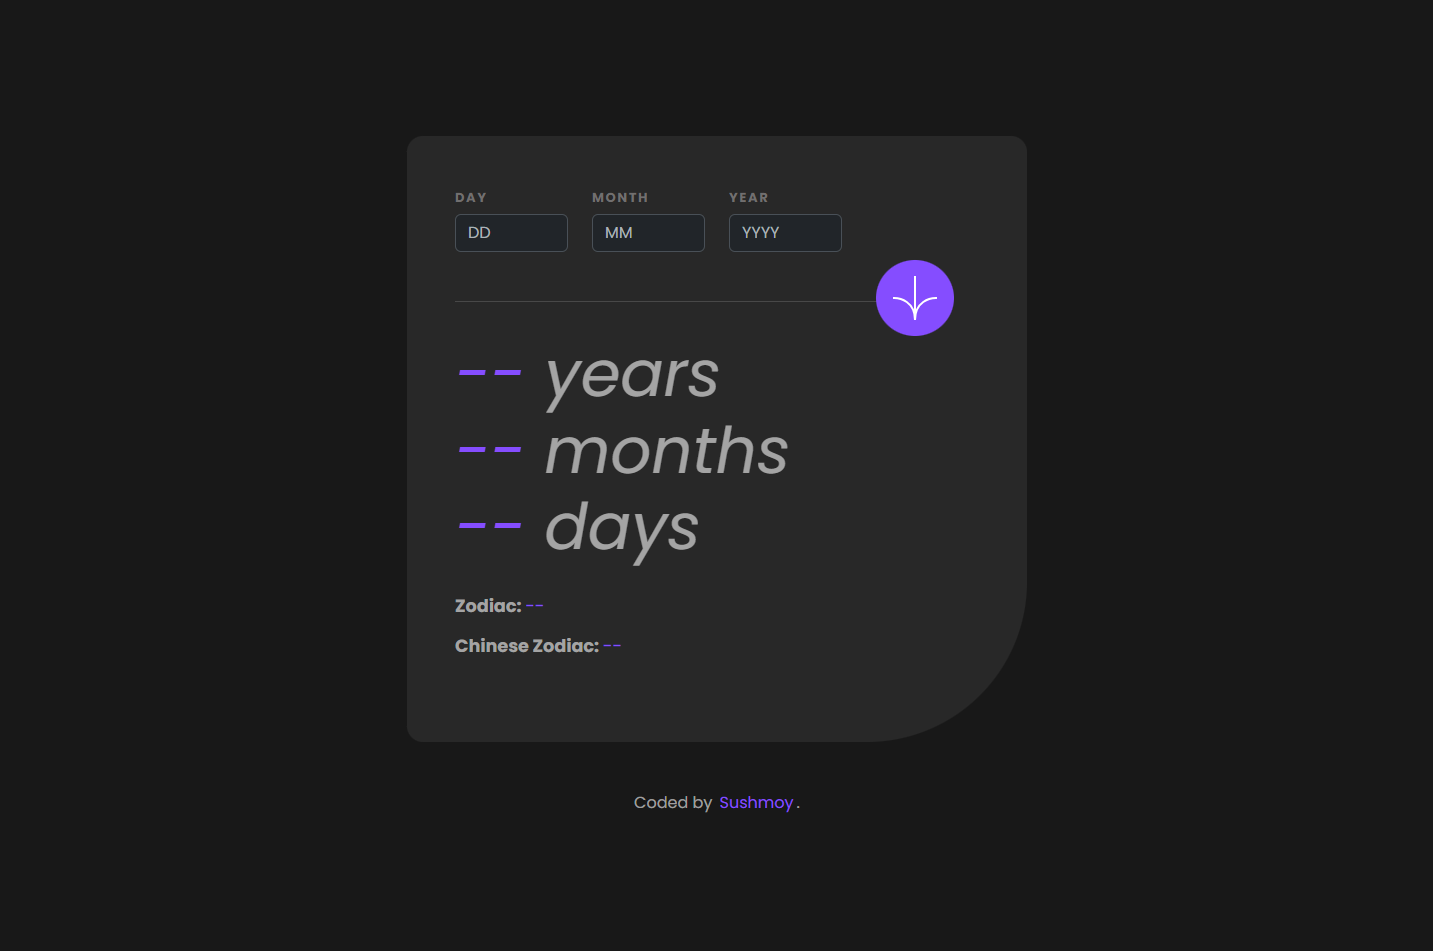 DAY MONTH YEAR
DD MM YYYY
-- years
-- months
-- days
Zodiac: --
Chinese Zodiac: --
Coded by Sushmoy.